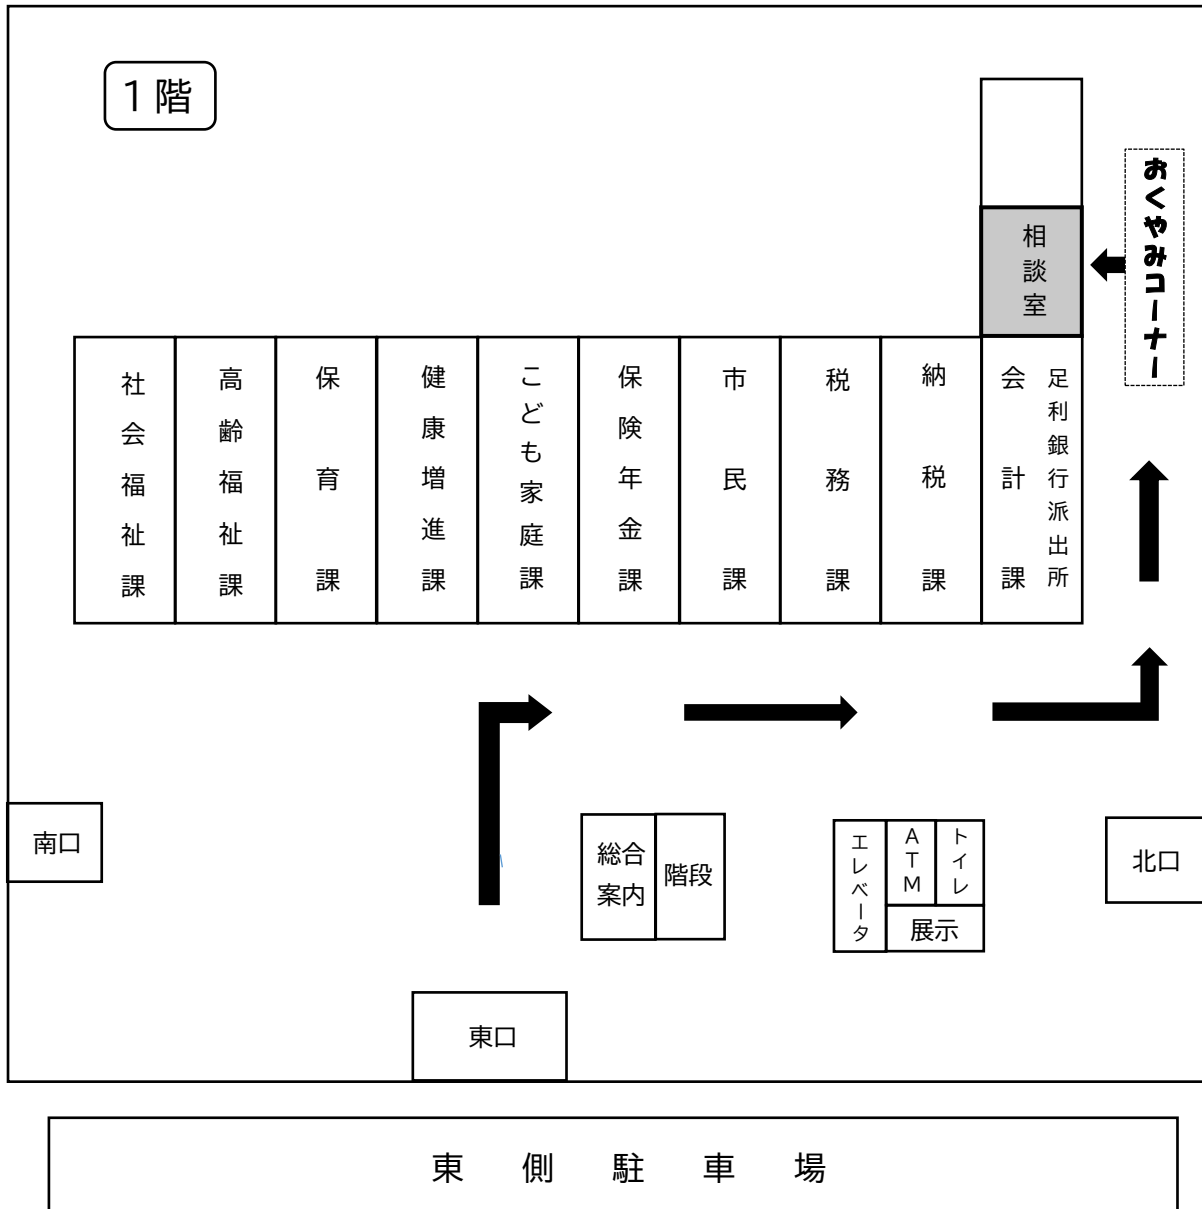 1階
おくやみコーナー
相談室
社会福祉課
高齢福祉課
保育課
健康増進課
こども家庭課
保険年金課
市民課
税務課
納税課
会計課
足利銀行派出所
南口
総合
案内
階段
エレベータ
ATM
トイレ
展示
北口
東口
東側駐車場